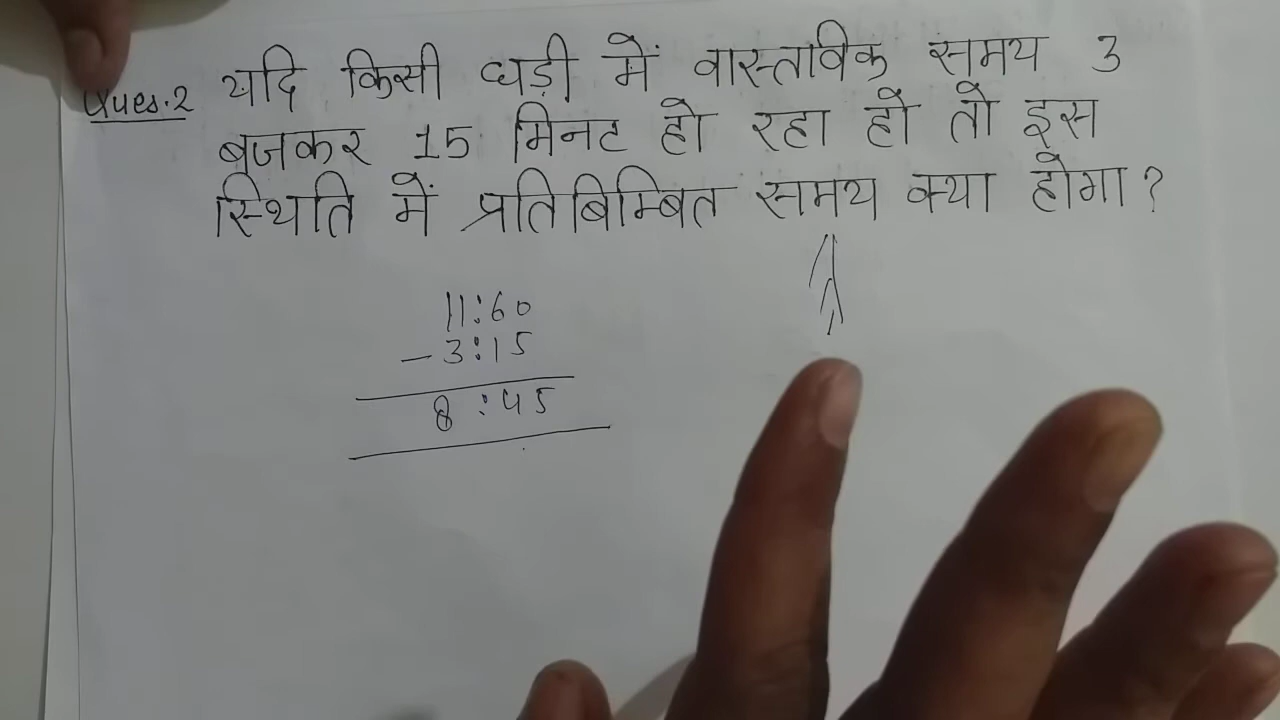 Ques.2 यदि किसी घड़ी में वास्तविक समय 3
बजकर 15 मिनट हो रहा हो तो इस
स्थिति में प्रतिबिम्बित समय क्या होगा?
11:60
- 3:15
8:45